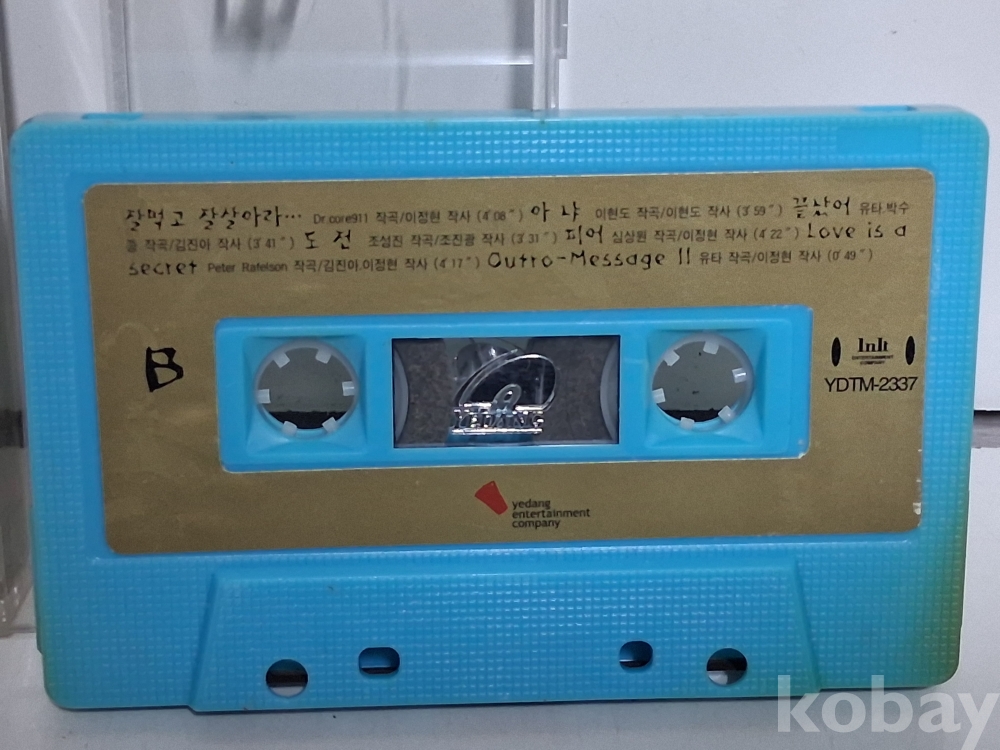 잘먹고 잘살아라… Dr.core911 작곡/이정현 작사 (4'08") 아 냐 이현도 작곡/이현도 작사 (3'59") 끝났어 유타.박수
쿵 작곡/김진아 작사 (3'41") 도 전 조성진 작곡/조진광 작사 (3'31") 피어 심상원 작곡/이정현 작사 (4'22") Love is a
secret Peter Rafelson 작곡/김진아.이정현 작사 (4'17") Outro-Message II 유타 작곡/이정현 작사 (0'49")
B
InIt
ENTERTAINMENT
COMPANY
YDTM-2337
YEDANG
yedang
entertainment
company
kobay